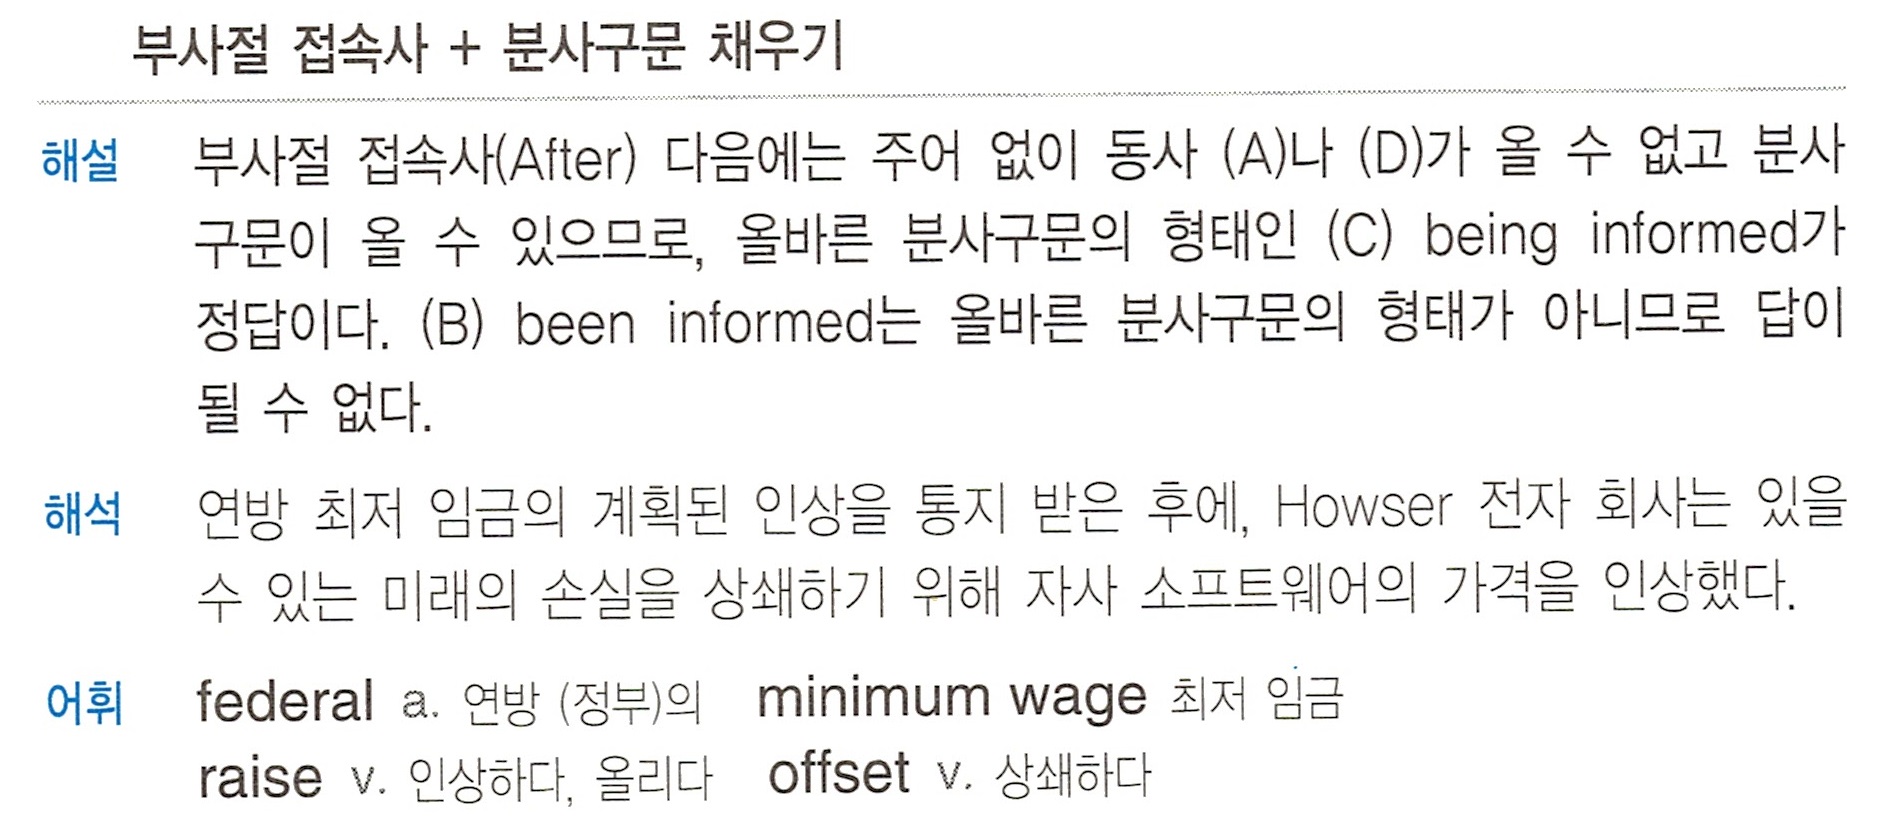 부사절 접속사 + 분사구문 채우기
해설 부사절 접속사(After) 다음에는 주어 없이 동사 (A)나 (D)가 올 수 없고 분사
구문이 올 수 있으므로, 올바른 분사구문의 형태인 (C) being informed가
정답이다. (B) been informed는 올바른 분사구문의 형태가 아니므로 답이
될 수 없다.
해석 연방 최저 임금의 계획된 인상을 통지 받은 후에, Howser 전자 회사는 있을
수 있는 미래의 손실을 상쇄하기 위해 자사 소프트웨어의 가격을 인상했다.
어휘 federal a. 연방 (정부)의 minimum wage 최저 임금
raise v. 인상하다, 올리다 offset v. 상쇄하다